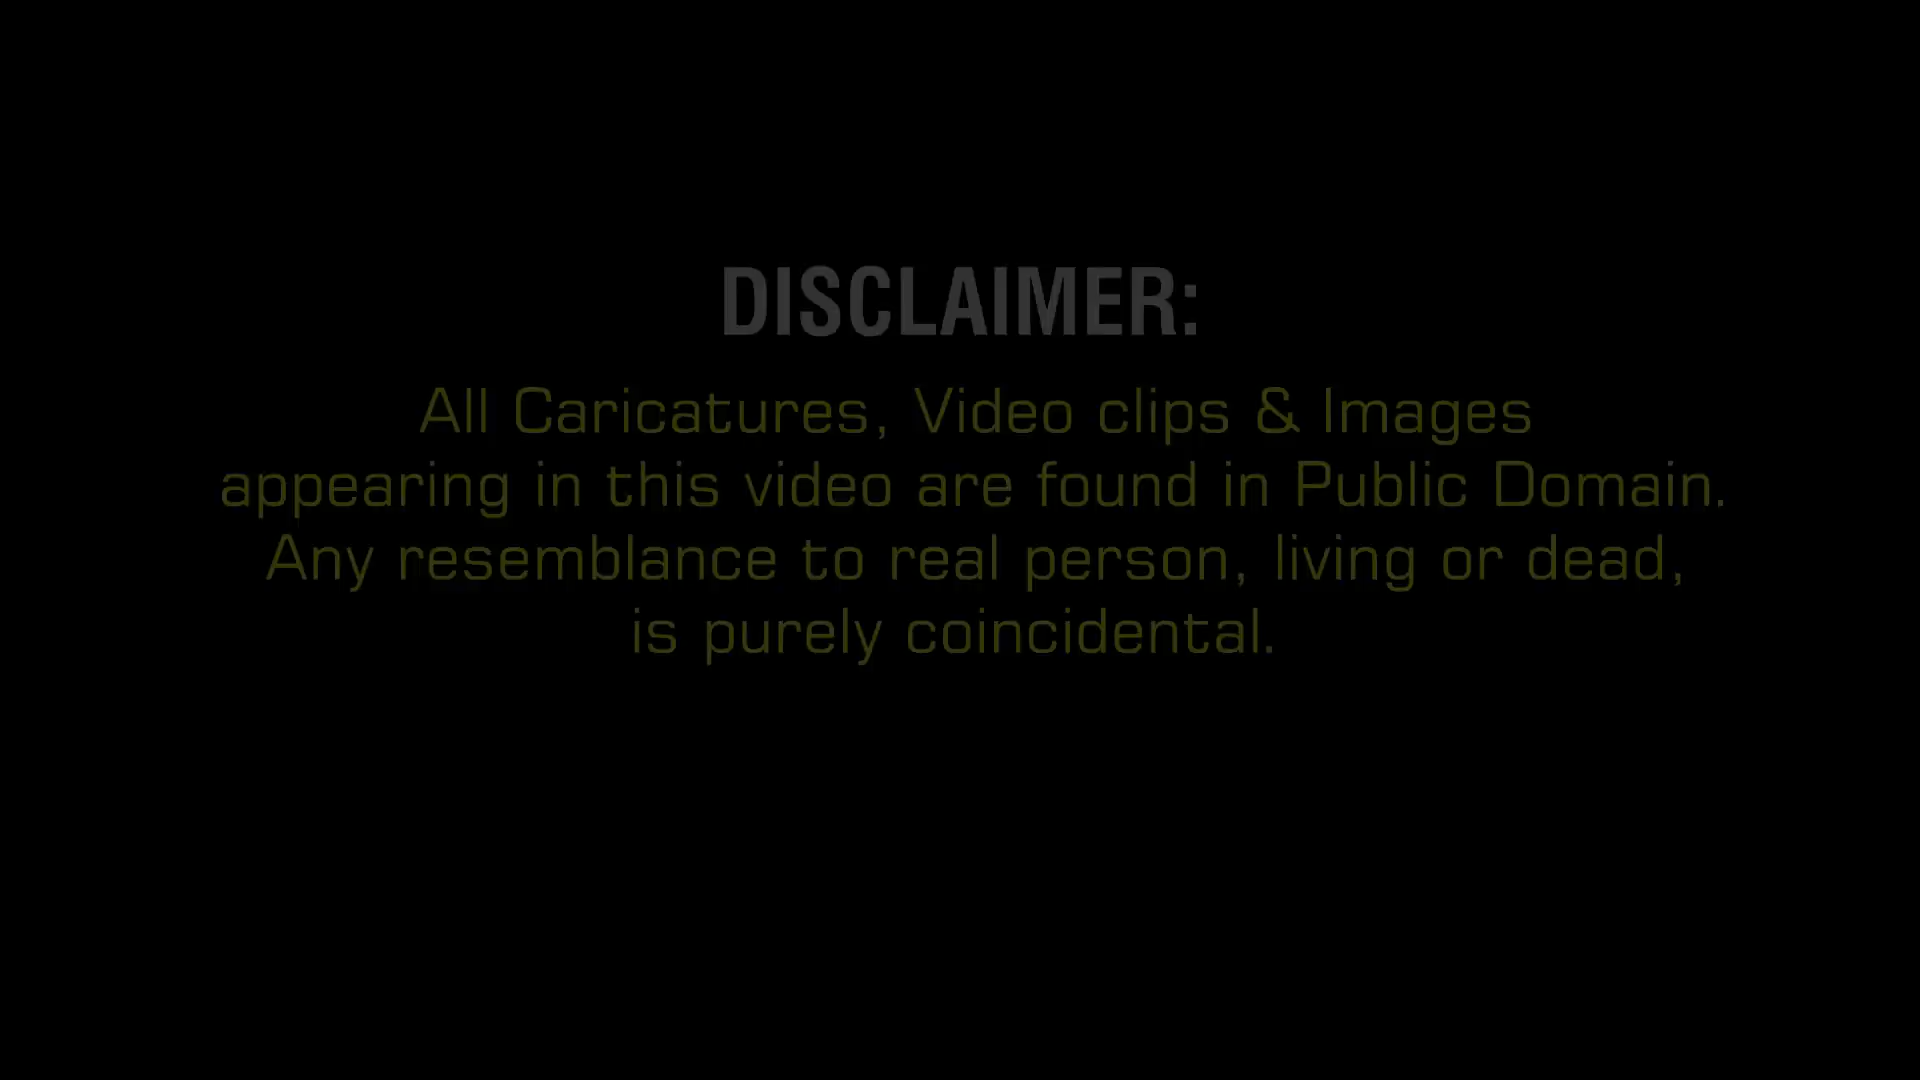 DISCLAIMER:
All Caricatures, Video clips & Images
appearing in this video are found in Public Domain.
Any resemblance to real person, living or dead,
is purely coincidental.